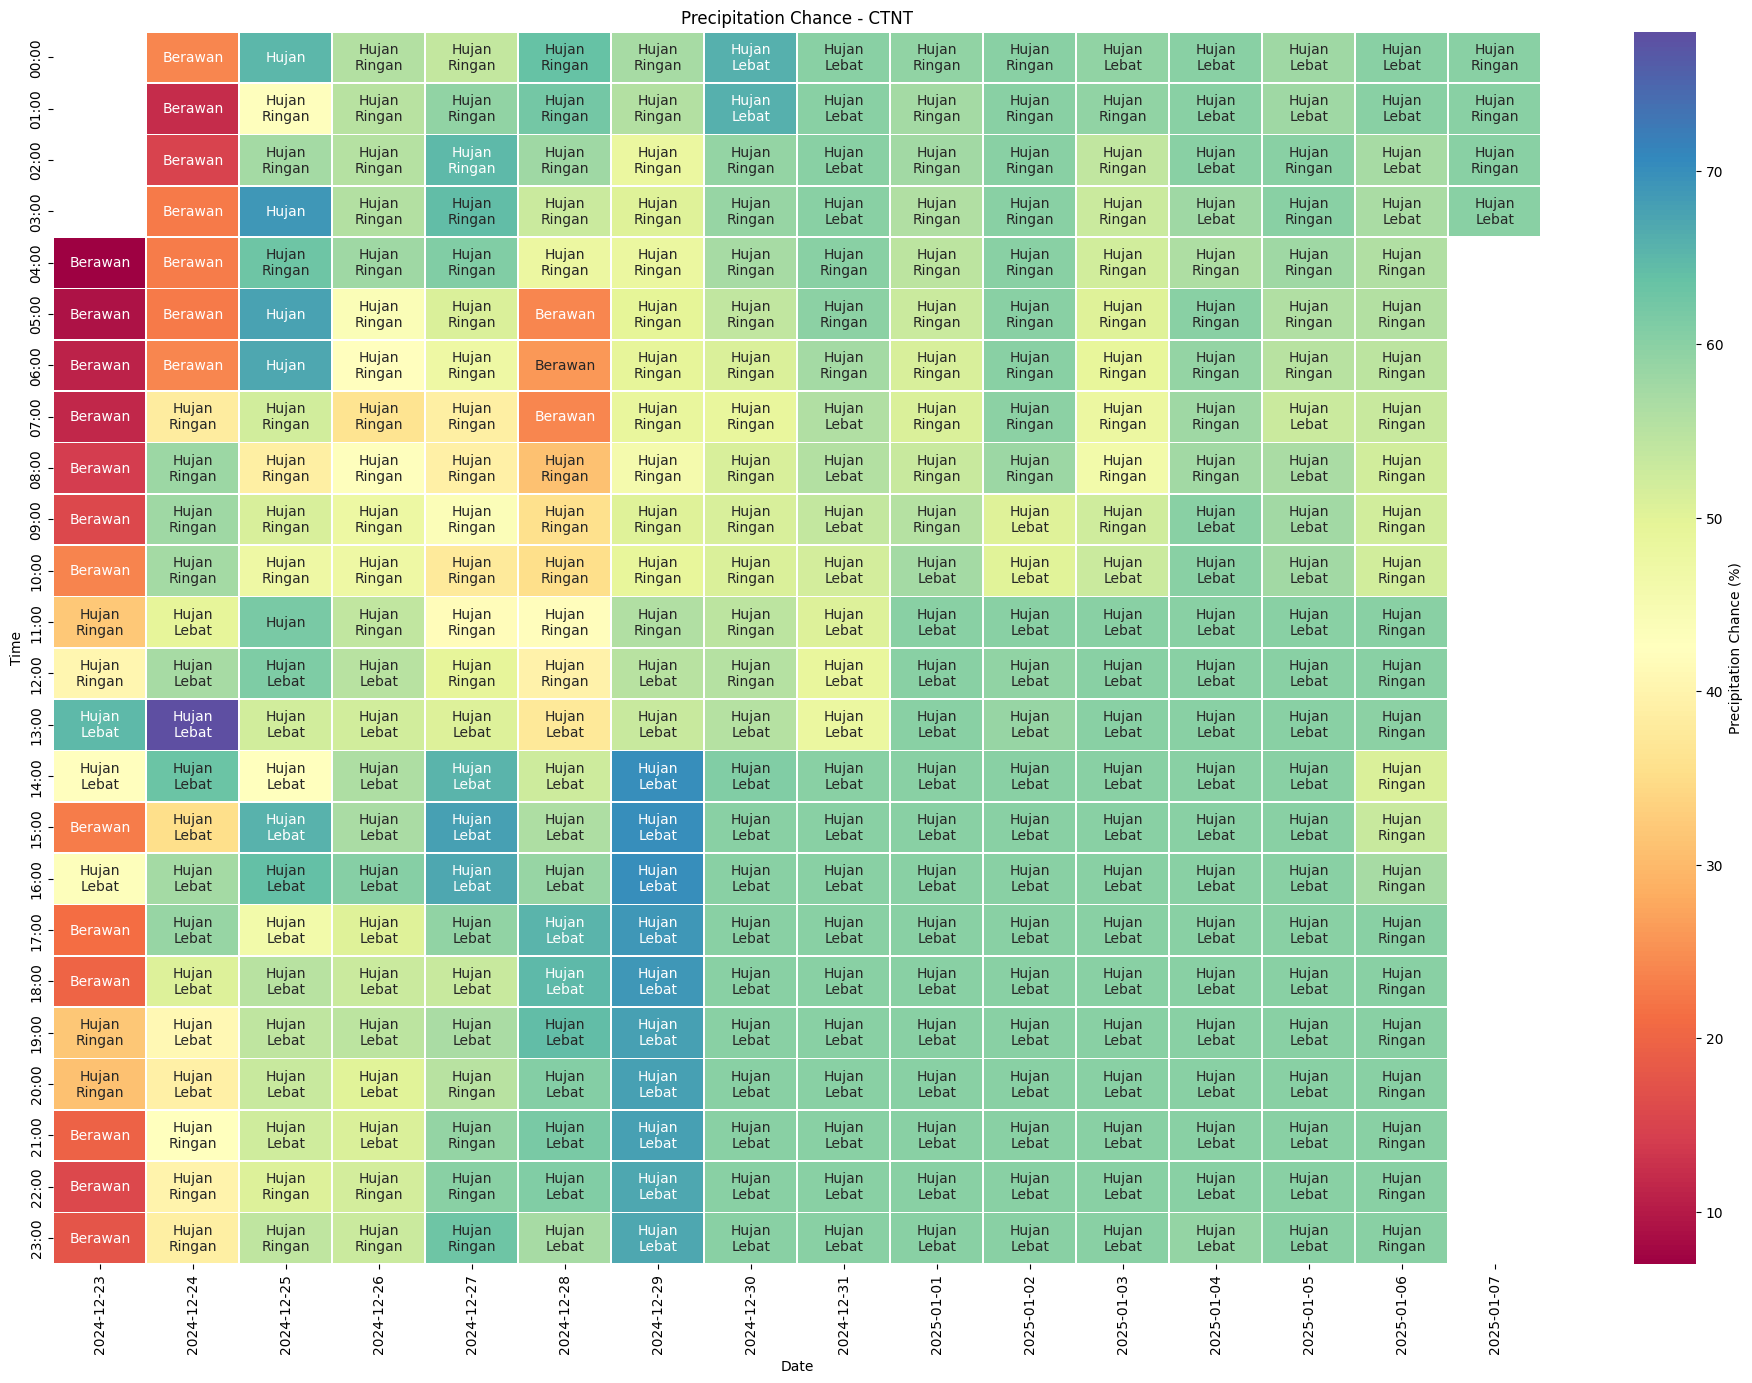 Precipitation Chance - CTNT
00:00 Berawan Hujan Hujan Ringan Hujan Ringan Hujan Ringan Hujan Ringan Hujan Lebat Hujan Lebat Hujan Ringan Hujan Ringan Hujan Lebat Hujan Lebat Hujan Lebat Hujan Lebat Hujan Ringan
01:00 Berawan Hujan Ringan Hujan Ringan Hujan Ringan Hujan Ringan Hujan Ringan Hujan Lebat Hujan Lebat Hujan Ringan Hujan Ringan Hujan Ringan Hujan Lebat Hujan Lebat Hujan Lebat Hujan Ringan
02:00 Berawan Hujan Ringan Hujan Ringan Hujan Ringan Hujan Ringan Hujan Ringan Hujan Ringan Hujan Lebat Hujan Ringan Hujan Ringan Hujan Ringan Hujan Lebat Hujan Ringan Hujan Lebat Hujan Ringan
03:00 Berawan Hujan Hujan Ringan Hujan Ringan Hujan Ringan Hujan Ringan Hujan Ringan Hujan Lebat Hujan Ringan Hujan Ringan Hujan Ringan Hujan Lebat Hujan Ringan Hujan Lebat Hujan Lebat
04:00 Berawan Berawan Hujan Ringan Hujan Ringan Hujan Ringan Hujan Ringan Hujan Ringan Hujan Ringan Hujan Ringan Hujan Ringan Hujan Ringan Hujan Ringan Hujan Ringan Hujan Ringan Hujan Ringan
05:00 Berawan Berawan Hujan Hujan Ringan Hujan Ringan Berawan Hujan Ringan Hujan Ringan Hujan Ringan Hujan Ringan Hujan Ringan Hujan Ringan Hujan Ringan Hujan Ringan Hujan Ringan
06:00 Berawan Berawan Hujan Hujan Ringan Hujan Ringan Berawan Hujan Ringan Hujan Ringan Hujan Ringan Hujan Ringan Hujan Ringan Hujan Ringan Hujan Ringan Hujan Ringan Hujan Ringan
07:00 Berawan Hujan Ringan Hujan Ringan Hujan Ringan Hujan Ringan Berawan Hujan Ringan Hujan Ringan Hujan Lebat Hujan Ringan Hujan Ringan Hujan Ringan Hujan Ringan Hujan Lebat Hujan Ringan
08:00 Berawan Hujan Ringan Hujan Ringan Hujan Ringan Hujan Ringan Hujan Ringan Hujan Ringan Hujan Ringan Hujan Lebat Hujan Ringan Hujan Ringan Hujan Ringan Hujan Ringan Hujan Lebat Hujan Ringan
09:00 Berawan Hujan Ringan Hujan Ringan Hujan Ringan Hujan Ringan Hujan Ringan Hujan Ringan Hujan Ringan Hujan Lebat Hujan Ringan Hujan Lebat Hujan Ringan Hujan Lebat Hujan Lebat Hujan Ringan
10:00 Berawan Hujan Ringan Hujan Ringan Hujan Ringan Hujan Ringan Hujan Ringan Hujan Ringan Hujan Ringan Hujan Lebat Hujan Lebat Hujan Lebat Hujan Lebat Hujan Lebat Hujan Lebat Hujan Ringan
11:00 Hujan Ringan Hujan Lebat Hujan Hujan Ringan Hujan Ringan Hujan Ringan Hujan Ringan Hujan Ringan Hujan Lebat Hujan Lebat Hujan Lebat Hujan Lebat Hujan Lebat Hujan Lebat Hujan Ringan
12:00 Hujan Ringan Hujan Lebat Hujan Lebat Hujan Lebat Hujan Ringan Hujan Ringan Hujan Lebat Hujan Ringan Hujan Lebat Hujan Lebat Hujan Lebat Hujan Lebat Hujan Lebat Hujan Lebat Hujan Ringan
13:00 Hujan Lebat Hujan Lebat Hujan Lebat Hujan Lebat Hujan Lebat Hujan Lebat Hujan Lebat Hujan Lebat Hujan Lebat Hujan Lebat Hujan Lebat Hujan Lebat Hujan Lebat Hujan Lebat Hujan Ringan
14:00 Hujan Lebat Hujan Lebat Hujan Lebat Hujan Lebat Hujan Lebat Hujan Lebat Hujan Lebat Hujan Lebat Hujan Lebat Hujan Lebat Hujan Lebat Hujan Lebat Hujan Lebat Hujan Lebat Hujan Ringan
15:00 Berawan Hujan Lebat Hujan Lebat Hujan Lebat Hujan Lebat Hujan Lebat Hujan Lebat Hujan Lebat Hujan Lebat Hujan Lebat Hujan Lebat Hujan Lebat Hujan Lebat Hujan Lebat Hujan Ringan
16:00 Hujan Lebat Hujan Lebat Hujan Lebat Hujan Lebat Hujan Lebat Hujan Lebat Hujan Lebat Hujan Lebat Hujan Lebat Hujan Lebat Hujan Lebat Hujan Lebat Hujan Lebat Hujan Lebat Hujan Ringan
17:00 Berawan Hujan Lebat Hujan Lebat Hujan Lebat Hujan Lebat Hujan Lebat Hujan Lebat Hujan Lebat Hujan Lebat Hujan Lebat Hujan Lebat Hujan Lebat Hujan Lebat Hujan Lebat Hujan Ringan
18:00 Berawan Hujan Lebat Hujan Lebat Hujan Lebat Hujan Lebat Hujan Lebat Hujan Lebat Hujan Lebat Hujan Lebat Hujan Lebat Hujan Lebat Hujan Lebat Hujan Lebat Hujan Lebat Hujan Ringan
19:00 Hujan Ringan Hujan Lebat Hujan Lebat Hujan Lebat Hujan Lebat Hujan Lebat Hujan Lebat Hujan Lebat Hujan Lebat Hujan Lebat Hujan Lebat Hujan Lebat Hujan Lebat Hujan Lebat Hujan Ringan
20:00 Hujan Ringan Hujan Lebat Hujan Lebat Hujan Lebat Hujan Ringan Hujan Lebat Hujan Lebat Hujan Lebat Hujan Lebat Hujan Lebat Hujan Lebat Hujan Lebat Hujan Lebat Hujan Lebat Hujan Ringan
21:00 Berawan Hujan Ringan Hujan Lebat Hujan Lebat Hujan Ringan Hujan Lebat Hujan Lebat Hujan Lebat Hujan Lebat Hujan Lebat Hujan Lebat Hujan Lebat Hujan Lebat Hujan Lebat Hujan Ringan
22:00 Berawan Hujan Ringan Hujan Ringan Hujan Ringan Hujan Ringan Hujan Lebat Hujan Lebat Hujan Lebat Hujan Lebat Hujan Lebat Hujan Lebat Hujan Lebat Hujan Lebat Hujan Lebat Hujan Ringan
23:00 Berawan Hujan Ringan Hujan Ringan Hujan Ringan Hujan Ringan Hujan Lebat Hujan Lebat Hujan Lebat Hujan Lebat Hujan Lebat Hujan Lebat Hujan Lebat Hujan Lebat Hujan Lebat Hujan Ringan
Time
2024-12-23 2024-12-24 2024-12-25 2024-12-26 2024-12-27 2024-12-28 2024-12-29 2024-12-30 2024-12-31 2025-01-01 2025-01-02 2025-01-03 2025-01-04 2025-01-05 2025-01-06 2025-01-07
Date
70
60
50
40
30
20
10
Precipitation Chance (%)